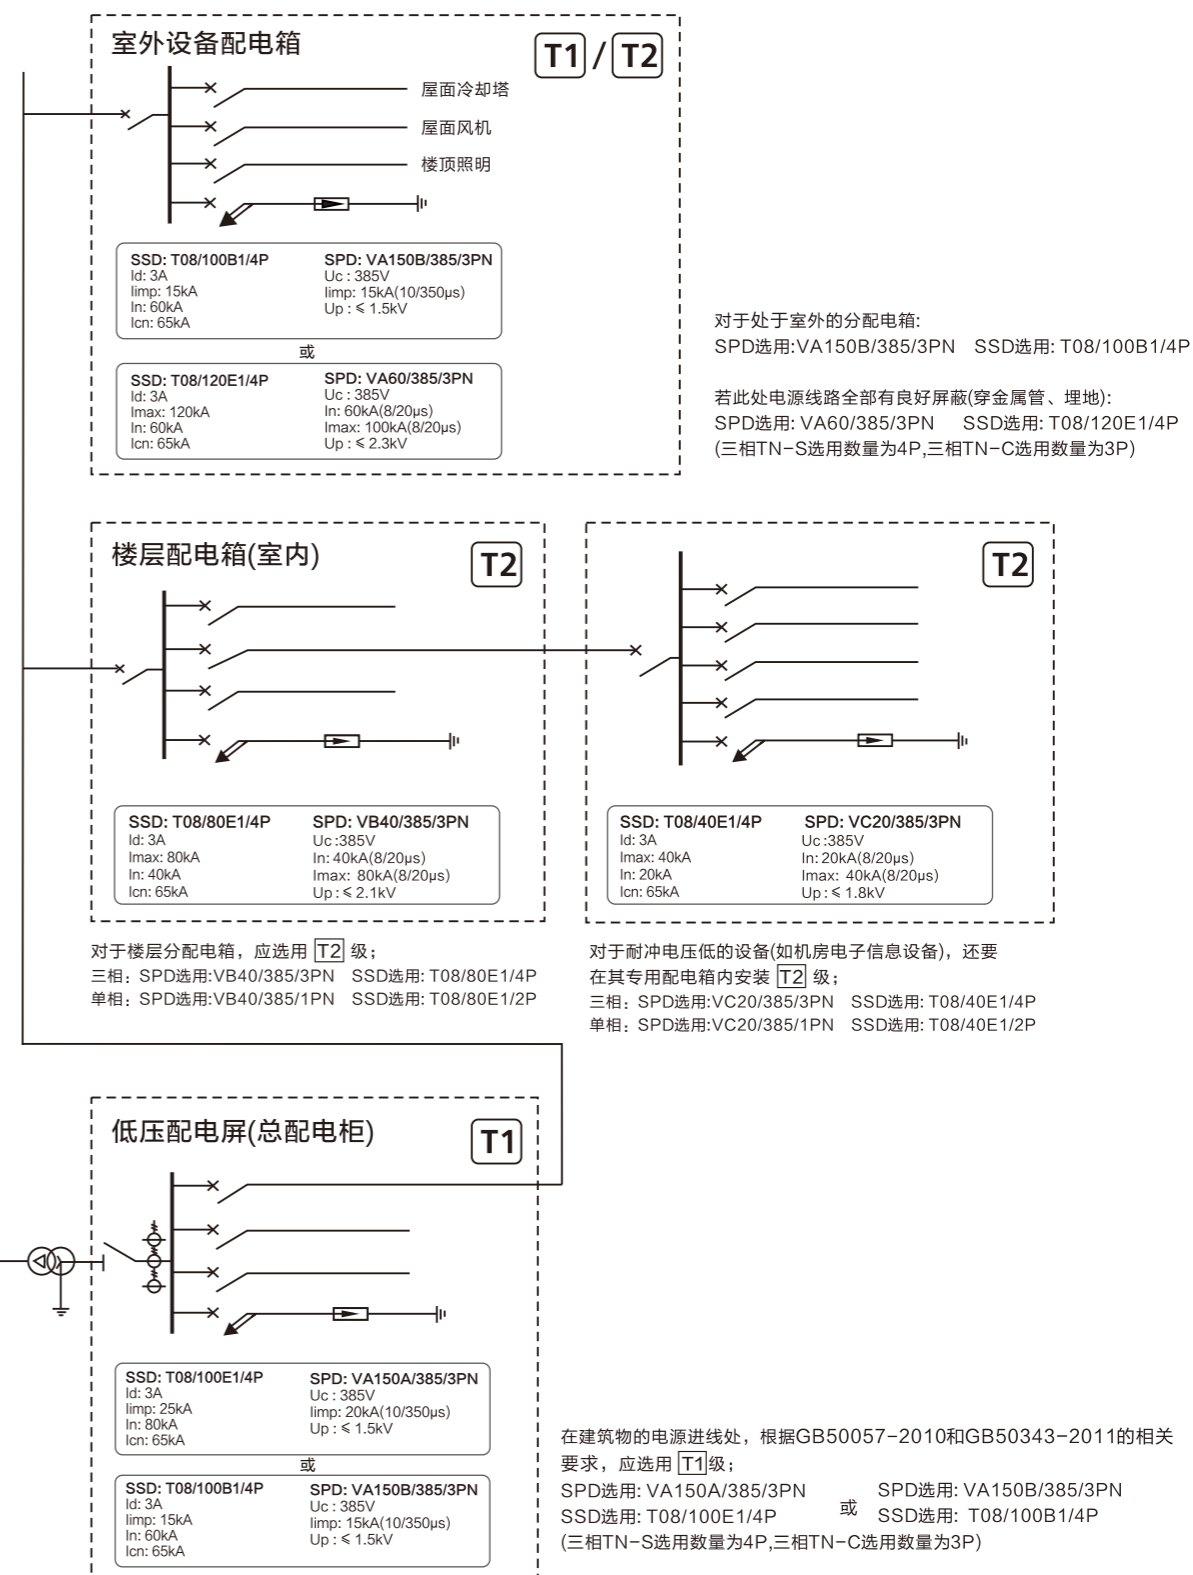 室外设备配电箱
T1 / T2
屋面冷却塔
屋面风机
楼顶照明
SSD: T08/100B1/4P
Id: 3A
Iimp: 15kA
In: 60kA
Icn: 65kA
SPD: VA150B/385/3PN
Uc : 385V
Iimp: 15kA(10/350μs)
Up : ≤ 1.5kV
或
SSD: T08/120E1/4P
Id: 3A
Imax: 120kA
In: 60kA
Icn: 65kA
SPD: VA60/385/3PN
Uc : 385V
In: 60kA(8/20μs)
Imax: 100kA(8/20μs)
Up : ≤ 2.3kV
对于处于室外的分配电箱:
SPD选用:VA150B/385/3PN SSD选用: T08/100B1/4P
若此处电源线路全部有良好屏蔽(穿金属管、埋地):
SPD选用: VA60/385/3PN SSD选用: T08/120E1/4P
(三相TN-S选用数量为4P,三相TN-C选用数量为3P)
楼层配电箱(室内)
T2
SSD: T08/80E1/4P
Id: 3A
Imax: 80kA
In: 40kA
Icn: 65kA
SPD: VB40/385/3PN
Uc :385V
In: 40kA(8/20μs)
Imax: 80kA(8/20μs)
Up : ≤ 2.1kV
对于楼层分配电箱，应选用 T2 级；
三相：SPD选用:VB40/385/3PN SSD选用: T08/80E1/4P
单相：SPD选用:VB40/385/1PN SSD选用: T08/80E1/2P
T2
SSD: T08/40E1/4P
Id: 3A
Imax: 40kA
In: 20kA
Icn: 65kA
SPD: VC20/385/3PN
Uc :385V
In: 20kA(8/20μs)
Imax: 40kA(8/20μs)
Up : ≤ 1.8kV
对于耐冲电压低的设备(如机房电子信息设备)，还要
在其专用配电箱内安装 T2 级；
三相：SPD选用:VC20/385/3PN SSD选用: T08/40E1/4P
单相：SPD选用:VC20/385/1PN SSD选用: T08/40E1/2P
低压配电屏(总配电柜)
T1
SSD: T08/100E1/4P
Id: 3A
Iimp: 25kA
In: 80kA
Icn: 65kA
SPD: VA150A/385/3PN
Uc : 385V
Iimp: 20kA(10/350μs)
Up : ≤ 1.5kV
或
SSD: T08/100B1/4P
Id: 3A
Iimp: 15kA
In: 60kA
Icn: 65kA
SPD: VA150B/385/3PN
Uc : 385V
Iimp: 15kA(10/350μs)
Up : ≤ 1.5kV
在建筑物的电源进线处，根据GB50057-2010和GB50343-2011的相关
要求，应选用 T1级；
SPD选用: VA150A/385/3PN
SSD选用: T08/100E1/4P
或
SPD选用: VA150B/385/3PN
SSD选用: T08/100B1/4P
(三相TN-S选用数量为4P,三相TN-C选用数量为3P)